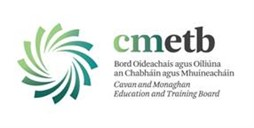 cmetb
Bord Oideachais agus Oiliúna
an Chabháin agus Mhuineacháin
Cavan and Monaghan
Education and Training Board